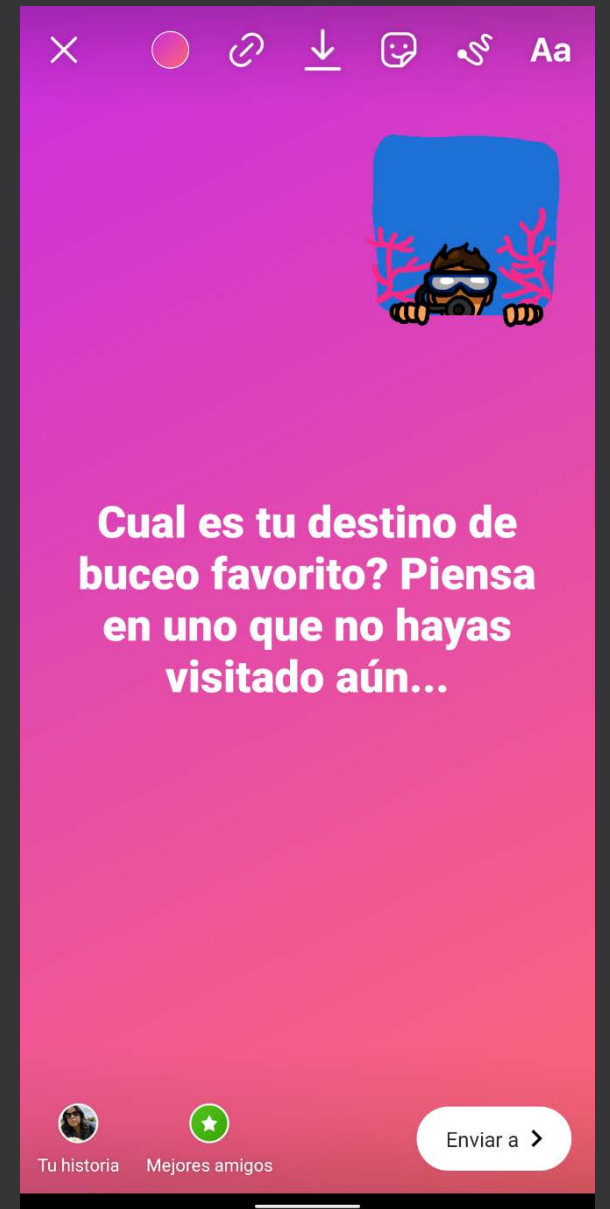 Aa
Cual es tu destino de
buceo favorito? Piensa
en uno que no hayas
visitado aún...
Tu historia
Mejores amigos
Enviar a